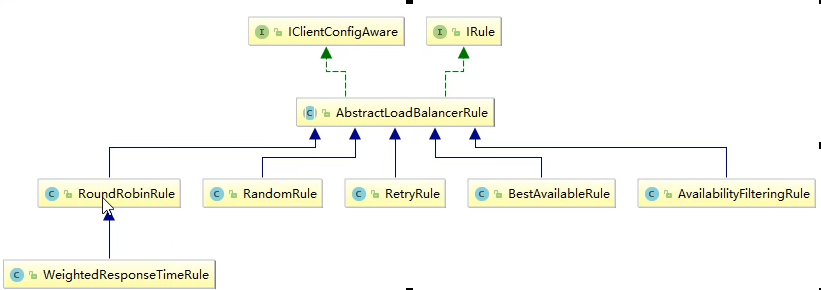 IClientConfigAware
IRule
AbstractLoadBalancerRule
RoundRobinRule
RandomRule
RetryRule
BestAvailableRule
AvailabilityFilteringRule
WeightedResponseTimeRule